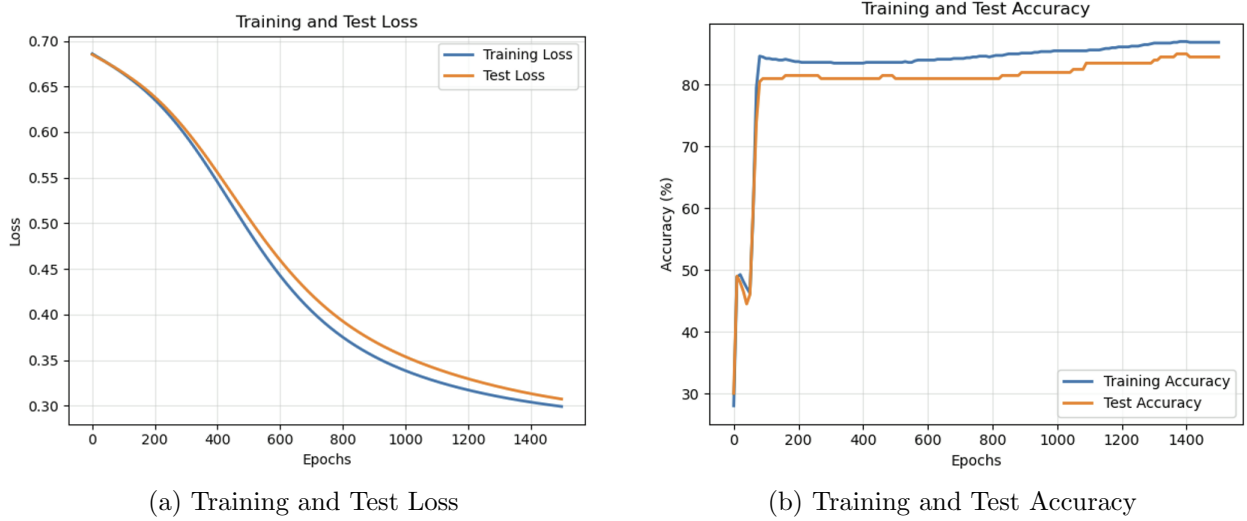 Training and Test Loss
0.70
0.65
0.60
0.55
0.50
0.45
0.40
0.35
0.30
Loss
Training Loss
Test Loss
0 200 400 600 800 1000 1200 1400
Epochs
(a) Training and Test Loss
Training and Test Accuracy
80
70
60
50
40
30
Accuracy (%)
Training Accuracy
Test Accuracy
0 200 400 600 800 1000 1200 1400
Epochs
(b) Training and Test Accuracy